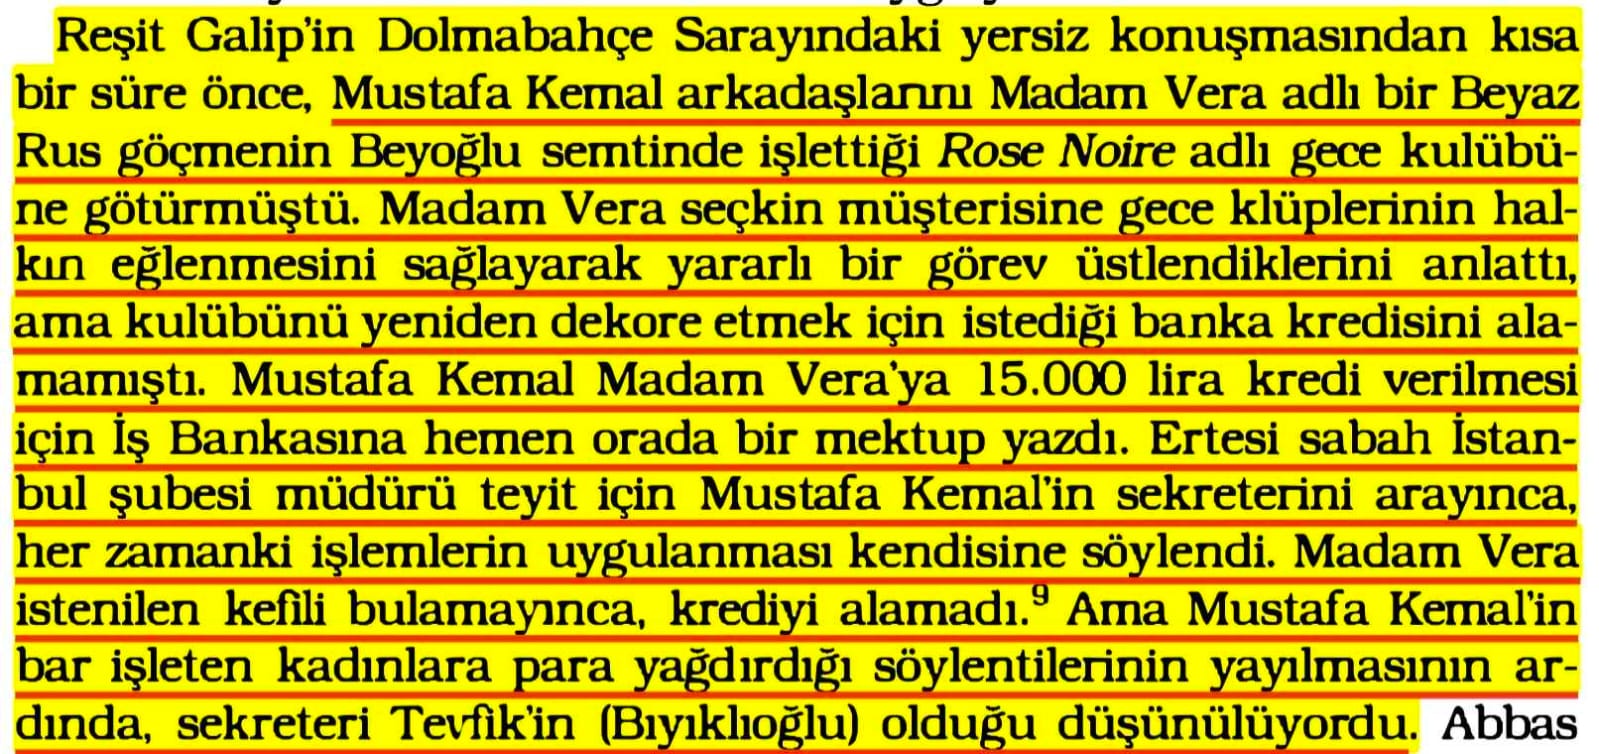 Reşit Galip'in Dolmabahçe Sarayındaki yersiz konuşmasından kısa
bir süre önce, Mustafa Kemal arkadaşlarını Madam Vera adlı bir Beyaz
Rus göçmenin Beyoğlu semtinde işlettiği Rose Noire adlı gece kulübü-
ne götürmüştü. Madam Vera seçkin müşterisine gece klüplerinin hal-
kın eğlenmesini sağlayarak yararlı bir görev üstlendiklerini anlattı,
ama kulübünü yeniden dekore etmek için istediği banka kredisini ala-
mamıştı. Mustafa Kemal Madam Vera'ya 15.000 lira kredi verilmesi
için İş Bankasına hemen orada bir mektup yazdı. Ertesi sabah İstan-
bul şubesi müdürü teyit için Mustafa Kemal'in sekreterini arayınca,
her zamanki işlemlerin uygulanması kendisine söylendi. Madam Vera
istenilen kefili bulamayınca, krediyi alamadı.⁹ Ama Mustafa Kemal'in
bar işleten kadınlara para yağdırdığı söylentilerinin yayılmasının ar-
dında, sekreteri Tevfik'in (Bıyıklıoğlu) olduğu düşünülüyordu. Abbas